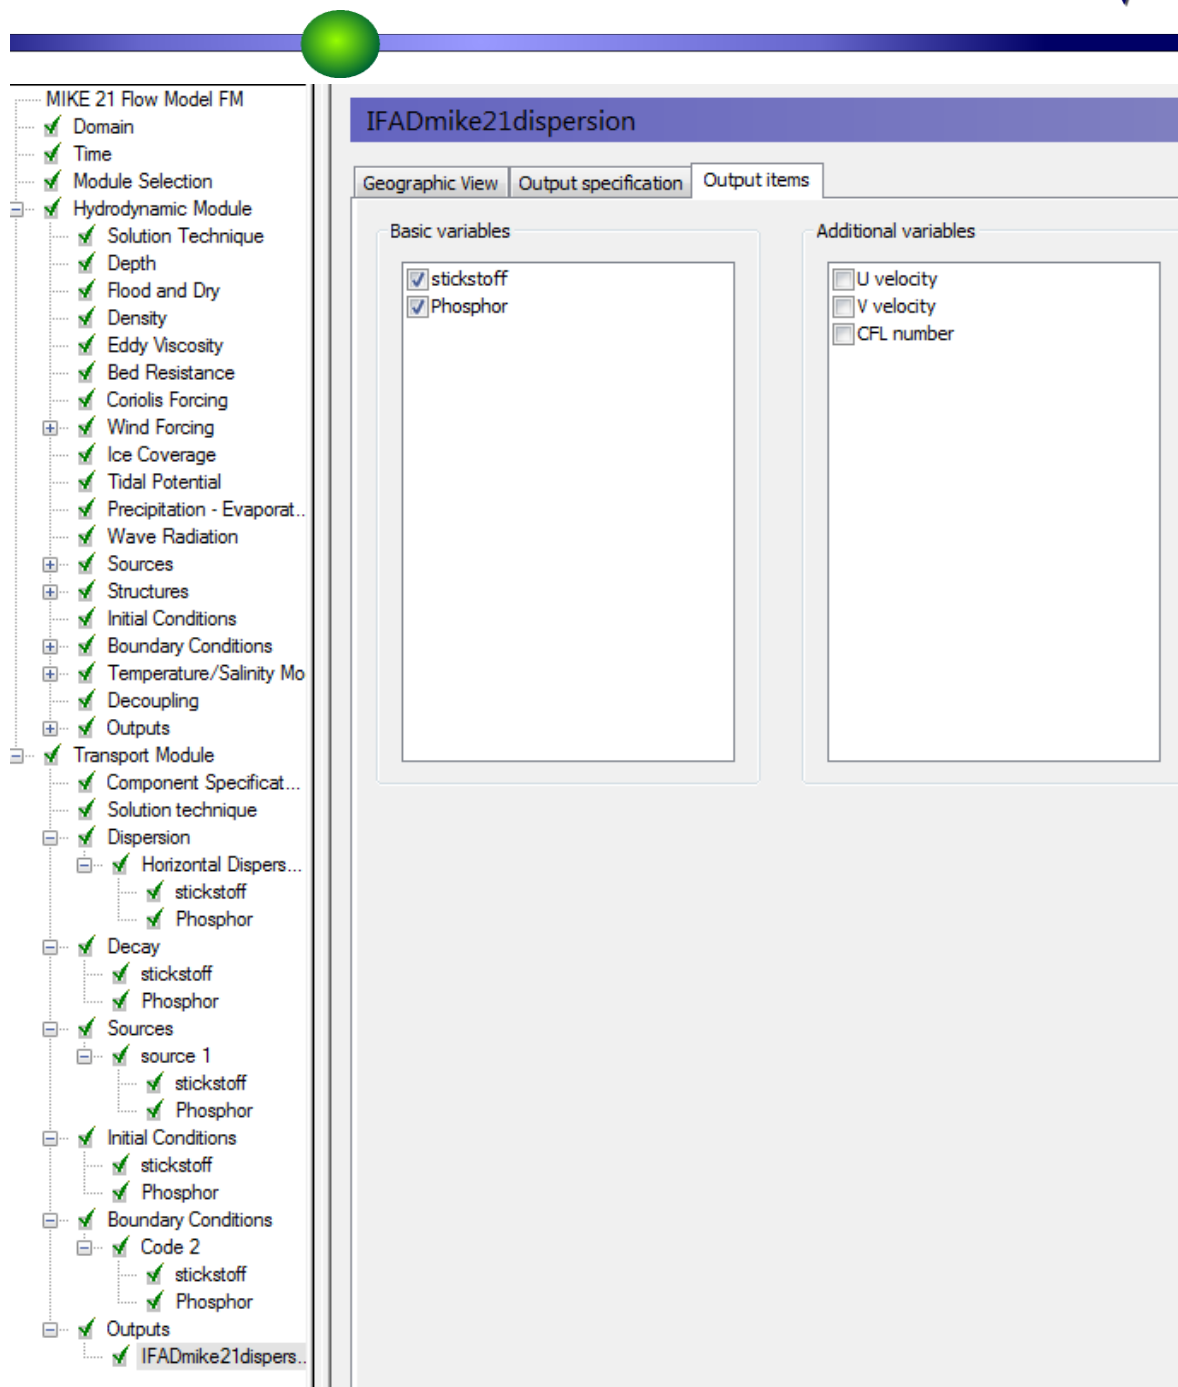 MIKE 21 Flow Model FM
Domain
Time
Module Selection
Hydrodynamic Module
Solution Technique
Depth
Flood and Dry
Density
Eddy Viscosity
Bed Resistance
Coriolis Forcing
Wind Forcing
Ice Coverage
Tidal Potential
Precipitation - Evaporat...
Wave Radiation
Sources
Structures
Initial Conditions
Boundary Conditions
Temperature/Salinity Mo
Decoupling
Outputs
Transport Module
Component Specificat...
Solution technique
Dispersion
Horizontal Dispers...
stickstoff
Phosphor
Decay
stickstoff
Phosphor
Sources
source 1
stickstoff
Phosphor
Initial Conditions
stickstoff
Phosphor
Boundary Conditions
Code 2
stickstoff
Phosphor
Outputs
IFADmike21dispers...
IFADmike21dispersion
Geographic View Output specification Output items
Basic variables
stickstoff
Phosphor
Additional variables
U velocity
V velocity
CFL number